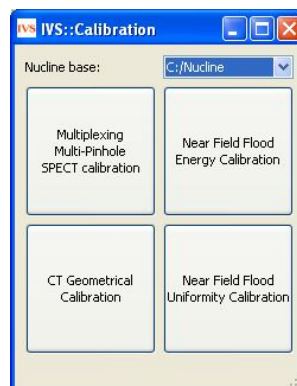 IVS IVS::Calibration
Nucline base: C:/Nucline
Multiplexing
Multi-Pinhole
SPECT calibration
Near Field Flood
Energy Calibration
CT Geometrical
Calibration
Near Field Flood
Uniformity Calibration